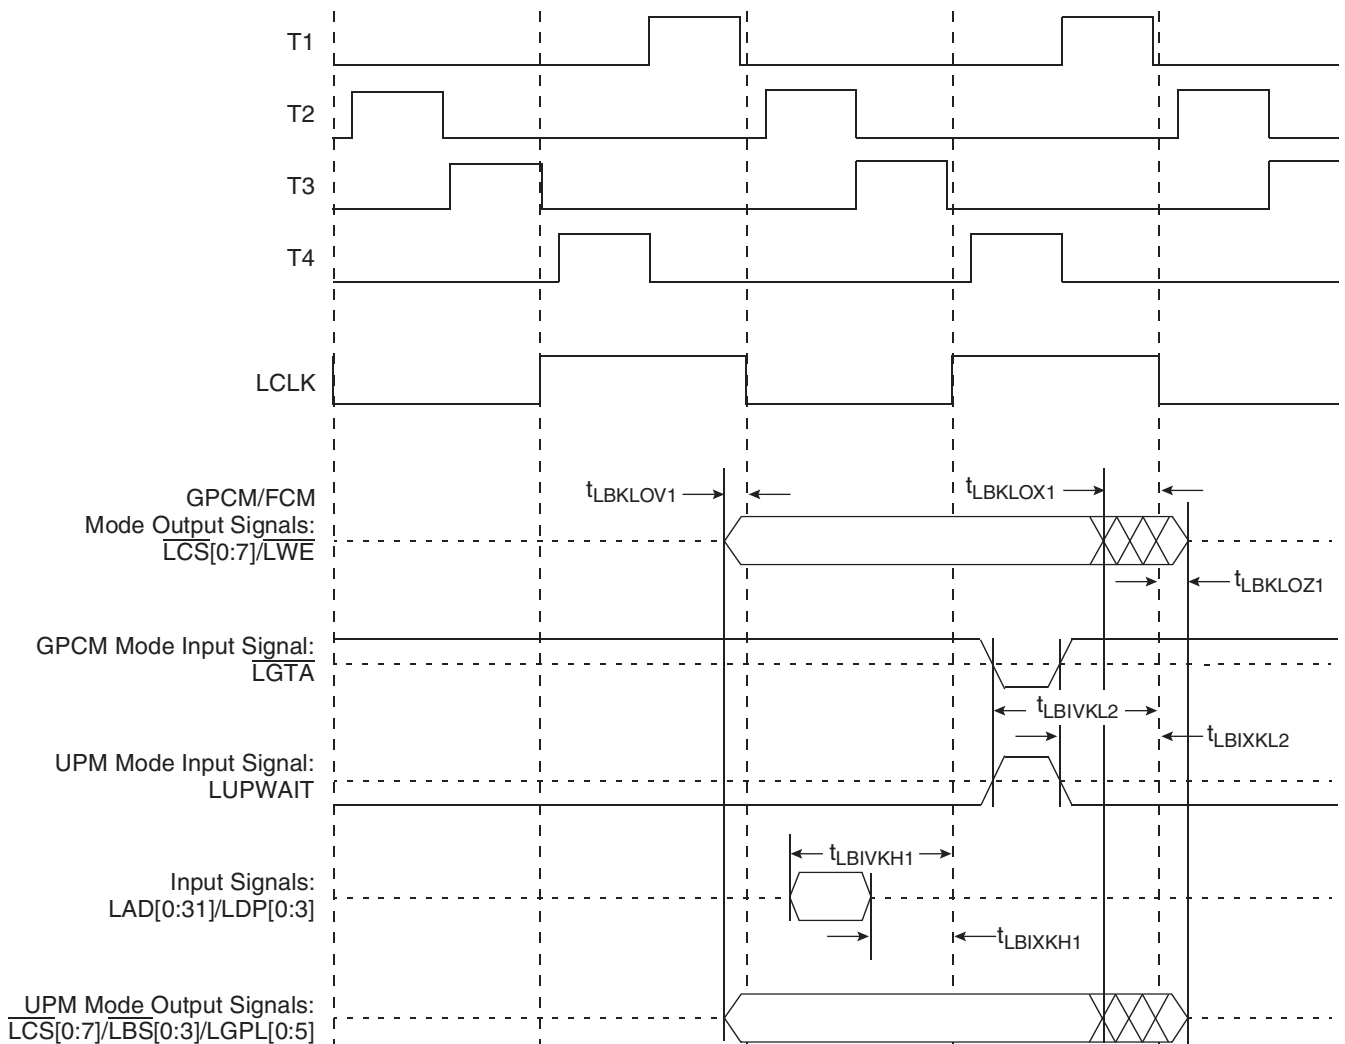 T1
T2
T3
T4
LCLK
GPCM/FCM
Mode Output Signals:
LCS[0:7]/LWE
tLBKLOV1
tLBKLOX1
tLBKLOZ1
GPCM Mode Input Signal:
LGTA
tLBIVKL2
tLBIXKL2
UPM Mode Input Signal:
LUPWAIT
tLBIVKH1
Input Signals:
LAD[0:31]/LDP[0:3]
tLBIXKH1
UPM Mode Output Signals:
LCS[0:7]/LBS[0:3]/LGPL[0:5]